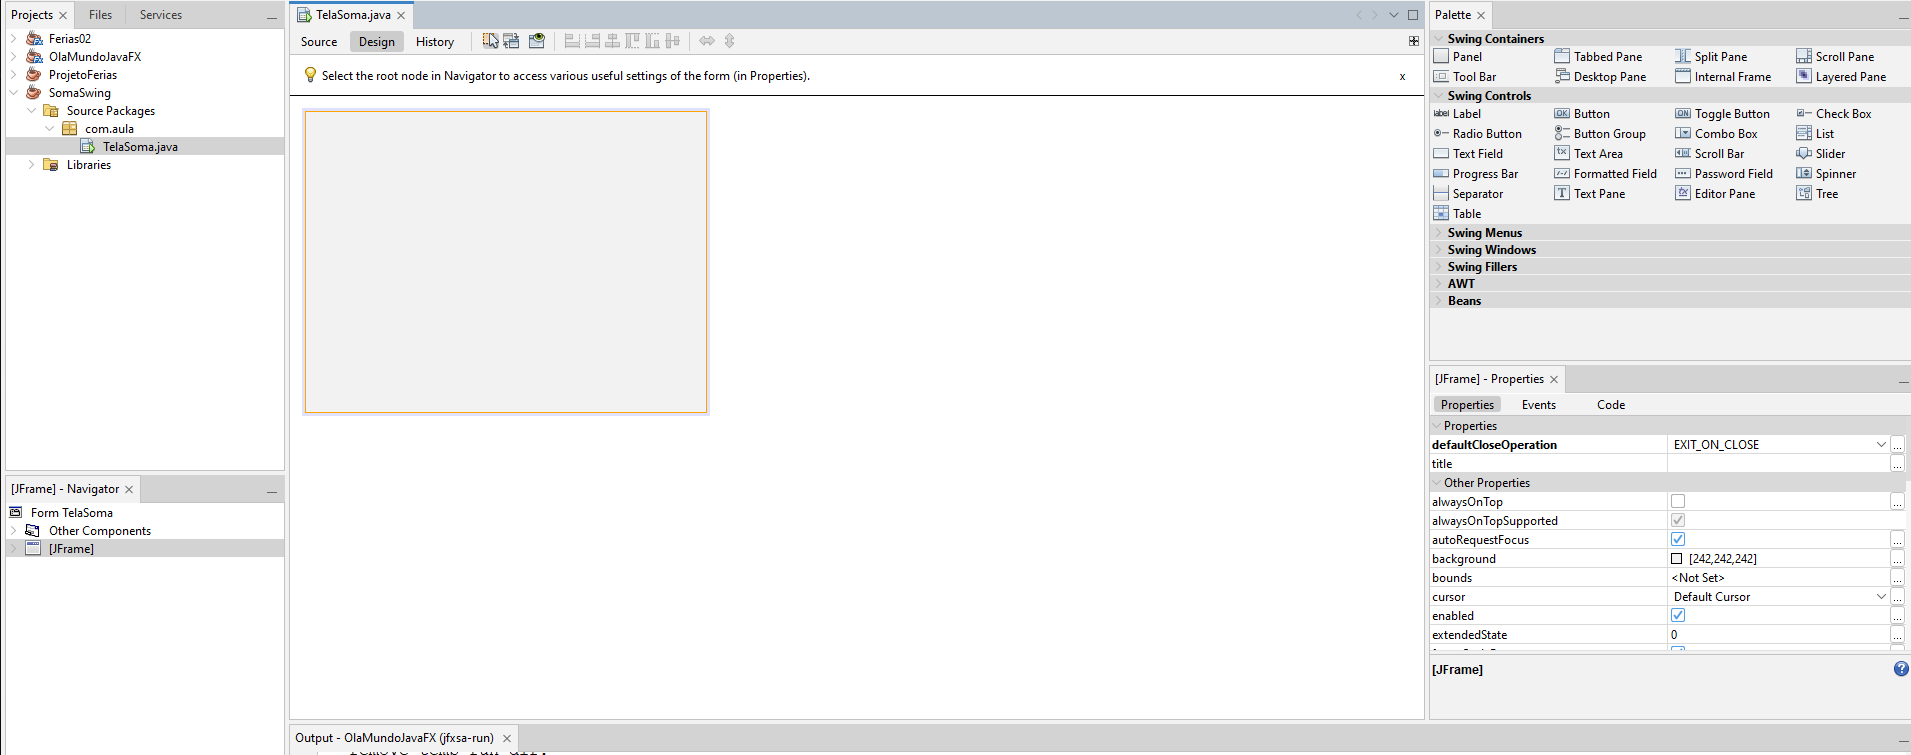 Projects
Files
Services
Ferias02
OlaMundoJavaFX
ProjetoFerias
SomaSwing
Source Packages
com.aula
TelaSoma.java
Libraries
[JFrame] - Navigator
Form TelaSoma
Other Components
[JFrame]
TelaSoma.java
Source Design History
Select the root node in Navigator to access various useful settings of the form (in Properties).
x
Output - OlaMundoJavaFX (jfxsa-run)
Palette
Swing Containers
Panel Tabbed Pane Split Pane Scroll Pane
Tool Bar Desktop Pane Internal Frame Layered Pane
Swing Controls
label Label OK Button ON Toggle Button Check Box
Radio Button Button Group Combo Box List
Text Field Text Area Scroll Bar Slider
Progress Bar Formatted Field Password Field Spinner
Separator T Text Pane Editor Pane Tree
Table
Swing Menus
Swing Windows
Swing Fillers
AWT
Beans
[JFrame] - Properties
Properties Events Code
Properties
defaultCloseOperation EXIT_ON_CLOSE ...
title ...
Other Properties
alwaysOnTop ...
alwaysOnTopSupported
autoRequestFocus ...
background [242,242,242] ...
bounds <Not Set> ...
cursor Default Cursor ...
enabled ...
extendedState 0 ...
[JFrame] ?